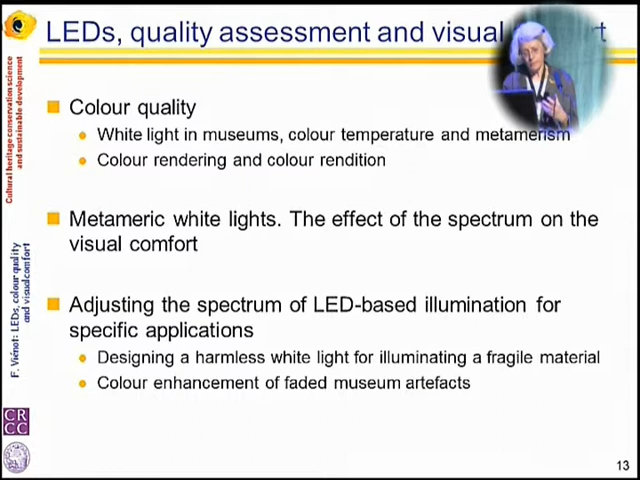 LEDs, quality assessment and visual
Colour quality
White light in museums, colour temperature and metamerism
Colour rendering and colour rendition
Metameric white lights. The effect of the spectrum on the
visual comfort
Adjusting the spectrum of LED-based illumination for
specific applications
Designing a harmless white light for illuminating a fragile material
Colour enhancement of faded museum artefacts
Cultural heritage conservation science
and sustainable development
F. Viénot: LEDs, colour quality
and visual comfort
CR
CC
13